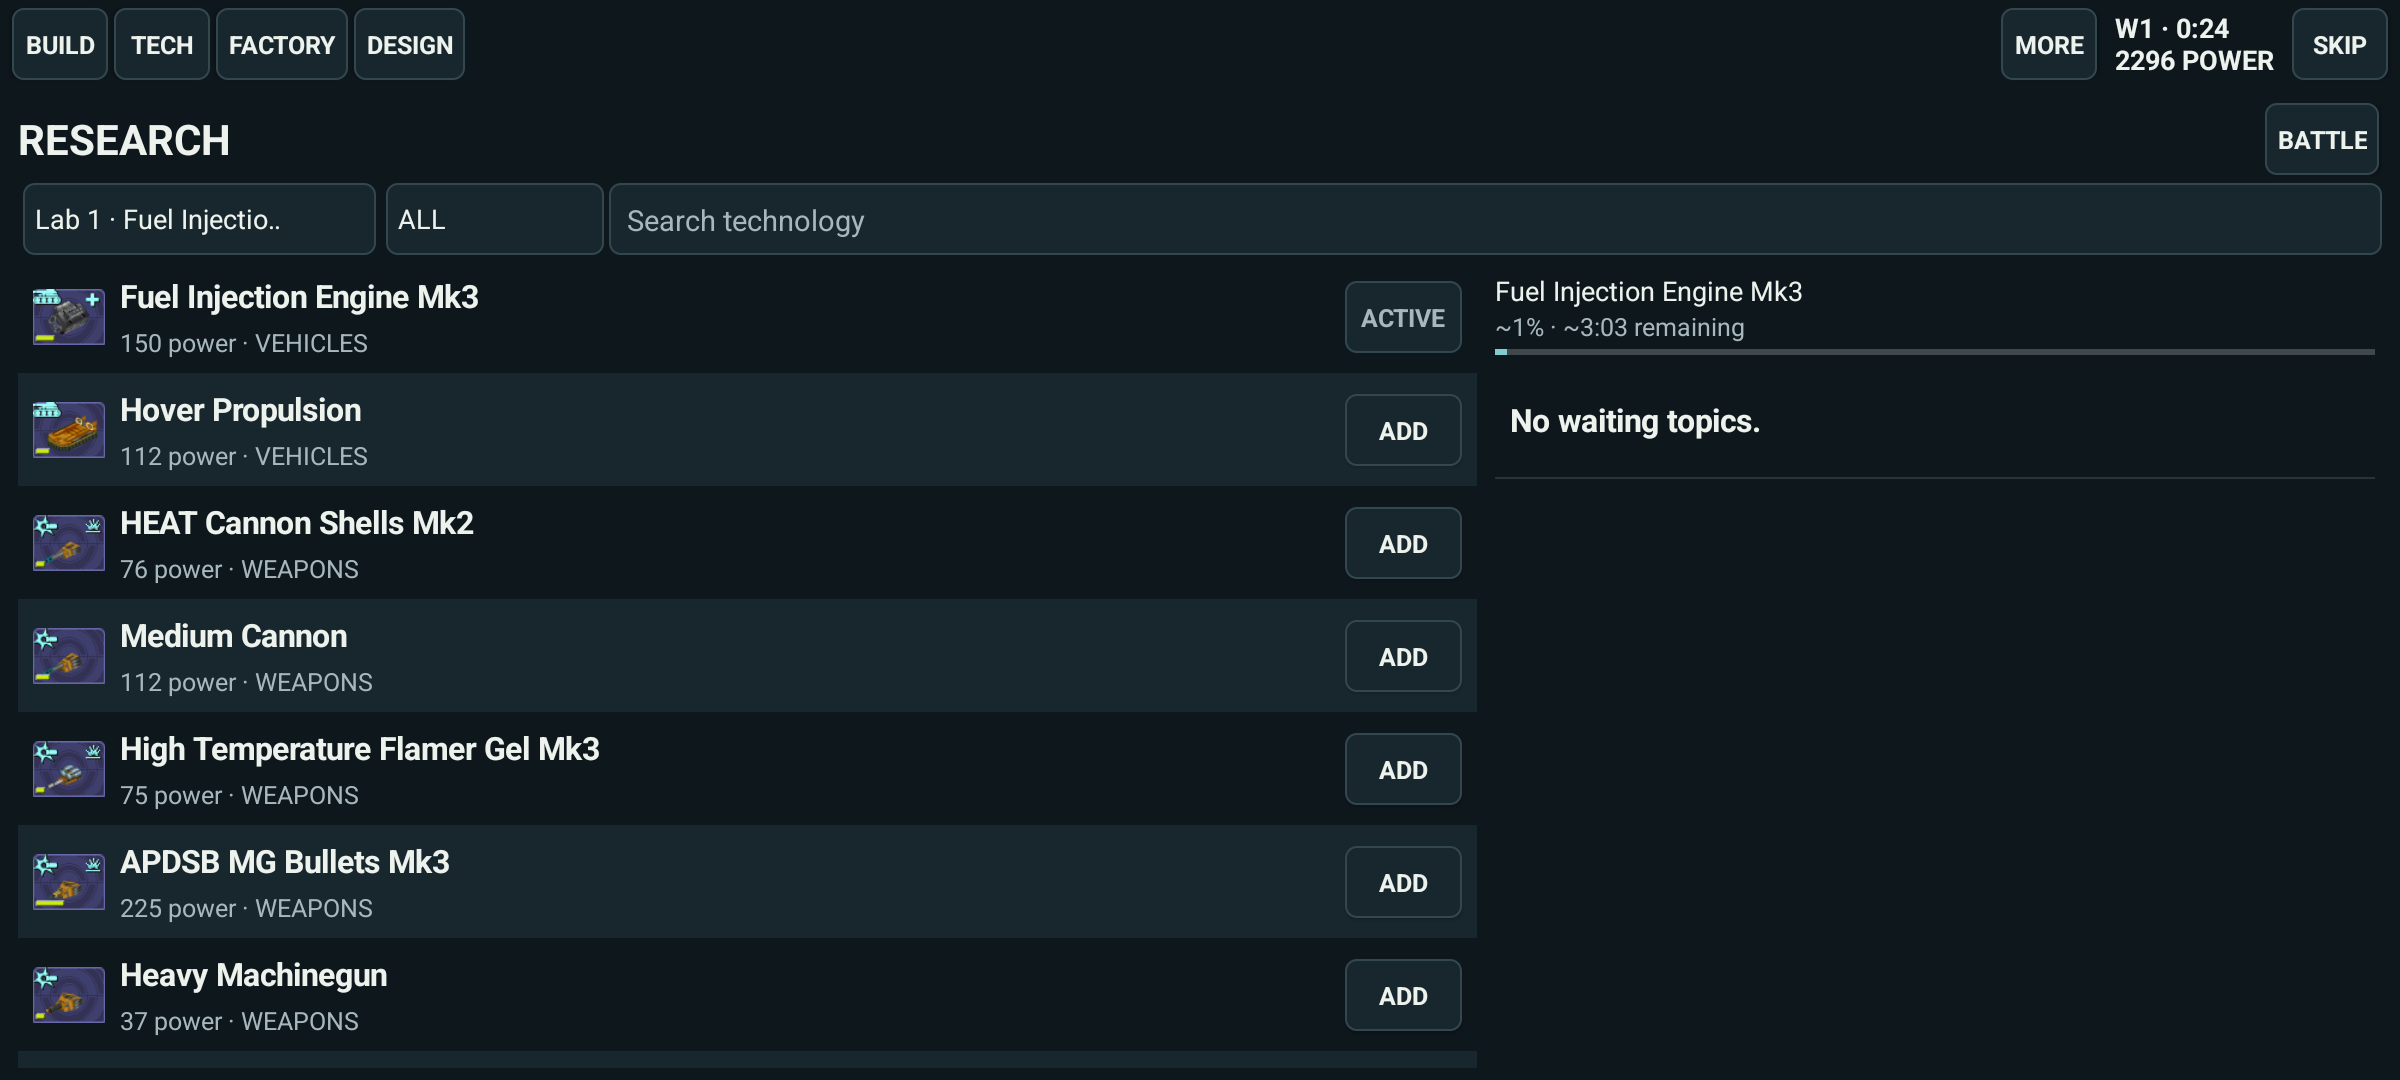 BUILD
TECH
FACTORY
DESIGN
MORE
W1 · 0:24
2296 POWER
SKIP
RESEARCH
BATTLE
Lab 1 · Fuel Injectio..
ALL
Search technology
Fuel Injection Engine Mk3
150 power · VEHICLES
ACTIVE
Hover Propulsion
112 power · VEHICLES
ADD
HEAT Cannon Shells Mk2
76 power · WEAPONS
ADD
Medium Cannon
112 power · WEAPONS
ADD
High Temperature Flamer Gel Mk3
75 power · WEAPONS
ADD
APDSB MG Bullets Mk3
225 power · WEAPONS
ADD
Heavy Machinegun
37 power · WEAPONS
ADD
Fuel Injection Engine Mk3
~1% · ~3:03 remaining
No waiting topics.